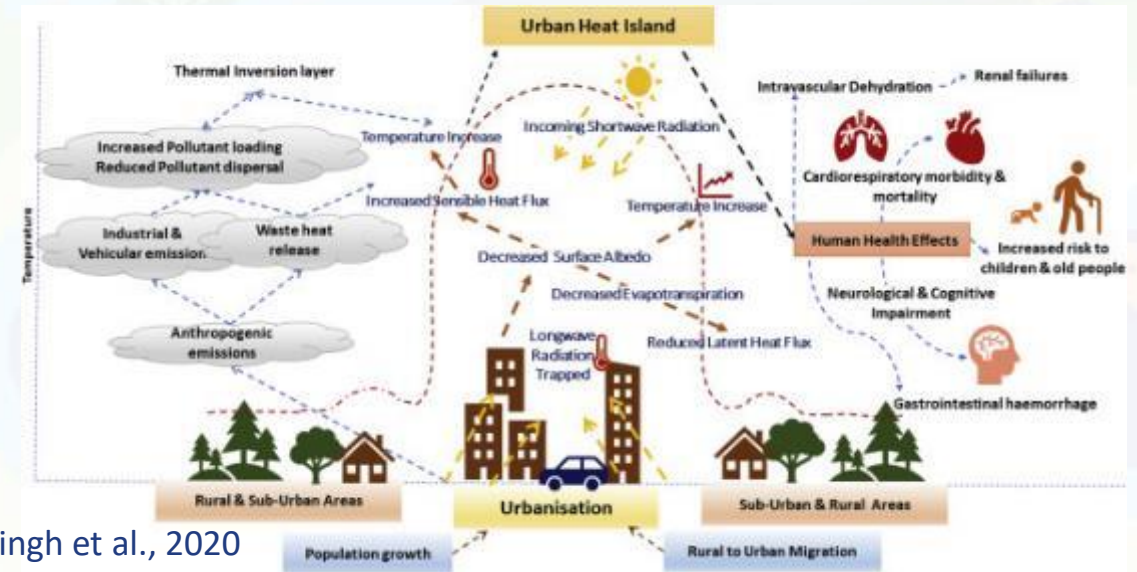 Urban Heat Island
Thermal Inversion layer
Increased Pollutant loading
Reduced Pollutant dispersal
Temperature Increase
Increased Sensible Heat Flux
Industrial &
Vehicular emission
Waste heat
release
Anthropogenic
emissions
Temperature
Incoming Shortwave Radiation
Temperature Increase
Decreased Surface Albedo
Decreased Evapotranspiration
Reduced Latent Heat Flux
Longwave
Radiation
Trapped
Intravascular Dehydration
Renal failures
Cardiorespiratory morbidity &
mortality
Human Health Effects
Increased risk to
children & old people
Neurological & Cognitive
Impairment
Gastrointestinal haemorrhage
Rural & Sub-Urban Areas
Urbanisation
Sub-Urban & Rural Areas
Population growth
Rural to Urban Migration
ingh et al., 2020